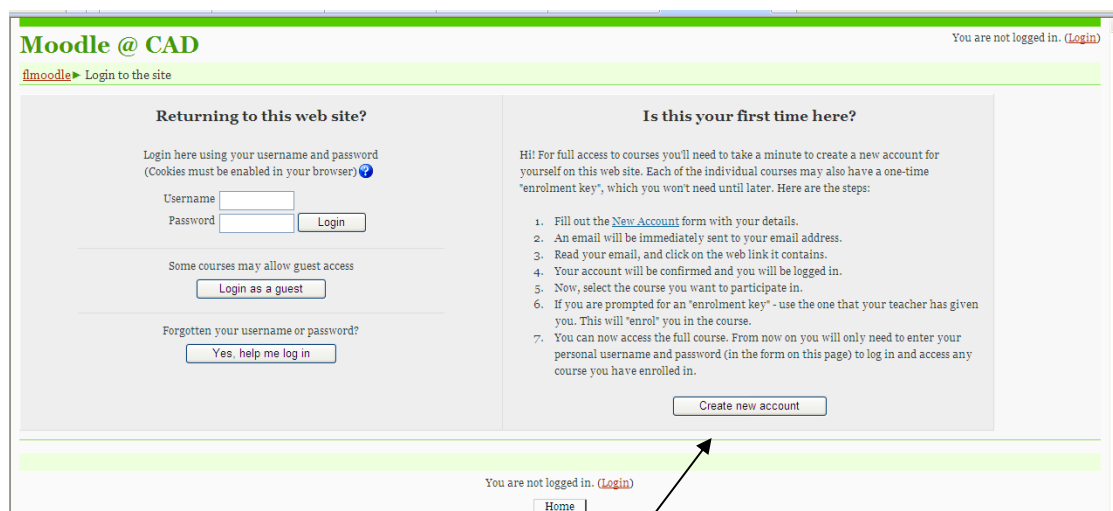 Moodle @ CAD
You are not logged in. (Login)
flmoodle► Login to the site
Returning to this web site?
Login here using your username and password
(Cookies must be enabled in your browser) ?
Username
Password
Login
Some courses may allow guest access
Login as a guest
Forgotten your username or password?
Yes, help me log in
Is this your first time here?
Hi! For full access to courses you'll need to take a minute to create a new account for
yourself on this web site. Each of the individual courses may also have a one-time
"enrolment key", which you won't need until later. Here are the steps:
1. Fill out the New Account form with your details.
2. An email will be immediately sent to your email address.
3. Read your email, and click on the web link it contains.
4. Your account will be confirmed and you will be logged in.
5. Now, select the course you want to participate in.
6. If you are prompted for an "enrolment key" - use the one that your teacher has given
you. This will "enrol" you in the course.
7. You can now access the full course. From now on you will only need to enter your
personal username and password (in the form on this page) to log in and access any
course you have enrolled in.
Create new account
You are not logged in. (Login)
Home